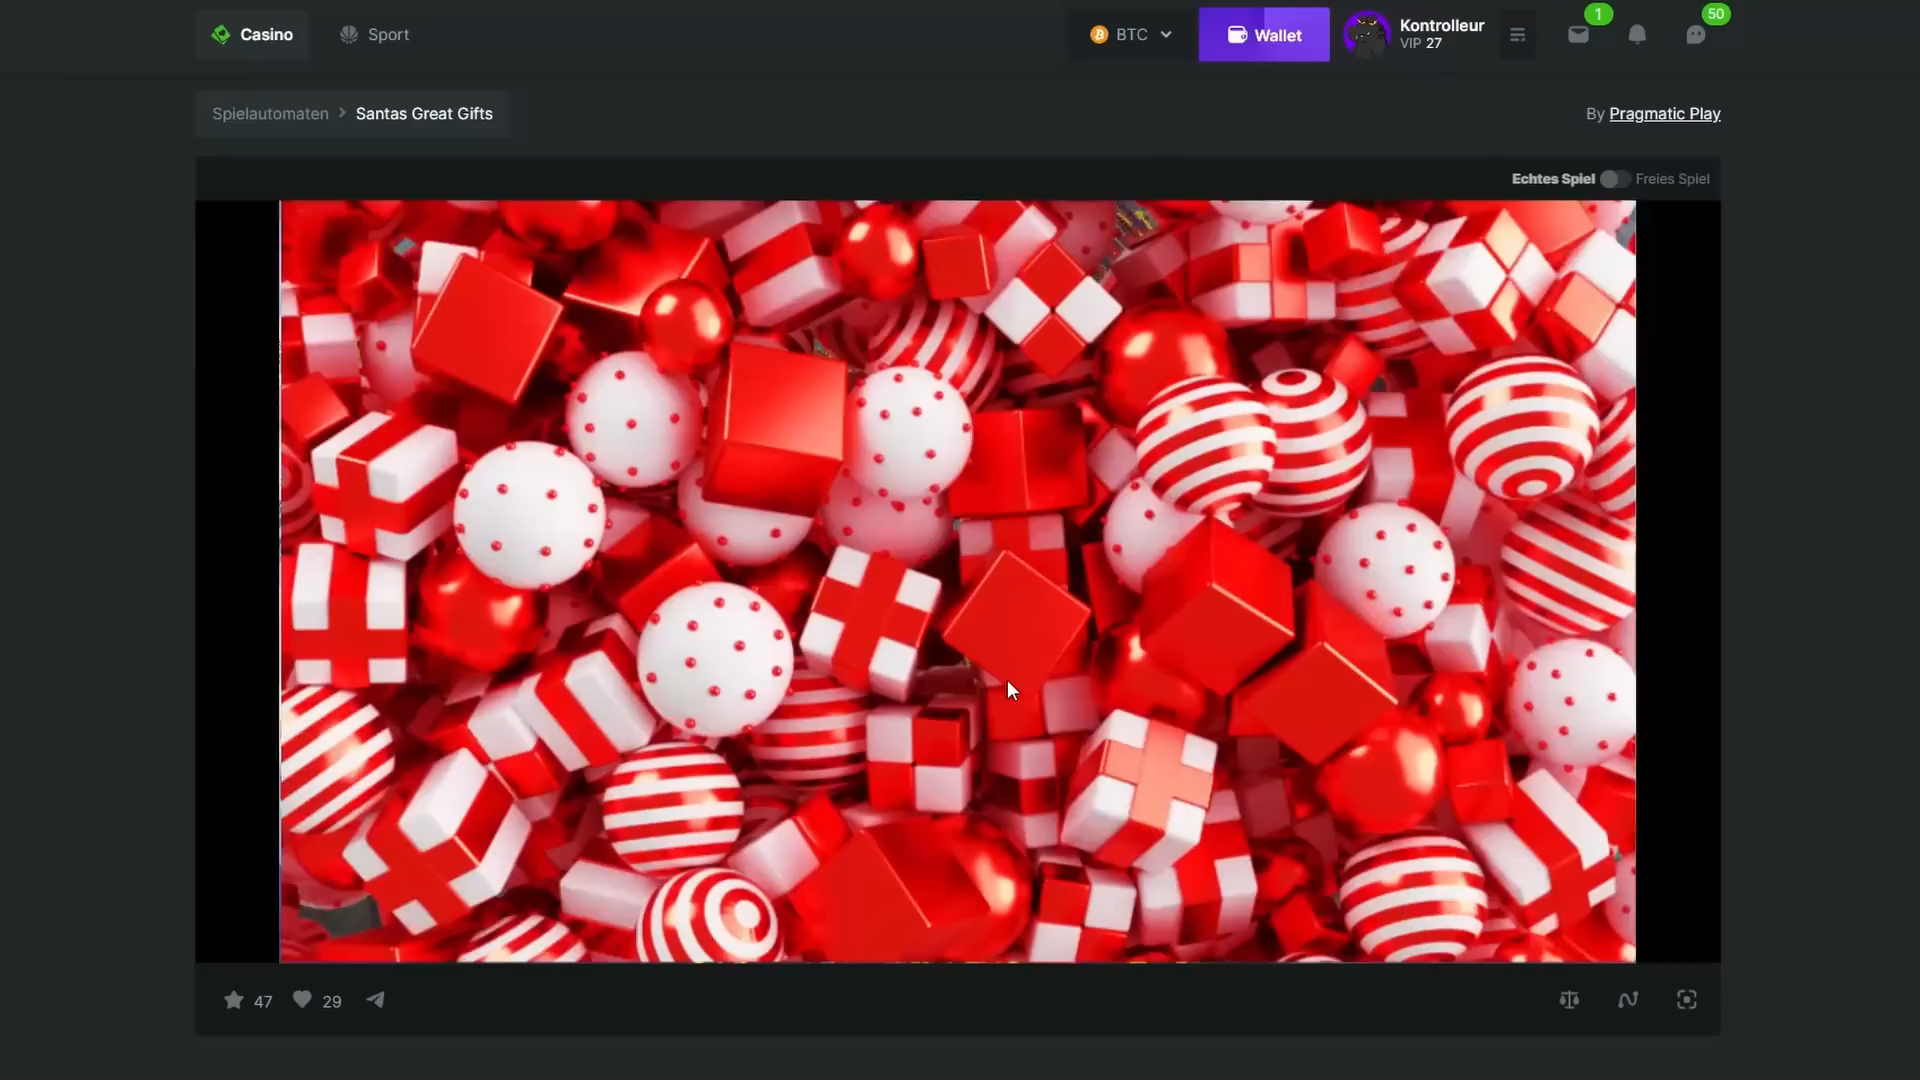 Casino
Sport
BTC
Wallet
Kontrolleur
VIP 27
1
50
Spielautomaten
Santas Great Gifts
By Pragmatic Play
Echtes Spiel
Freies Spiel
47
29